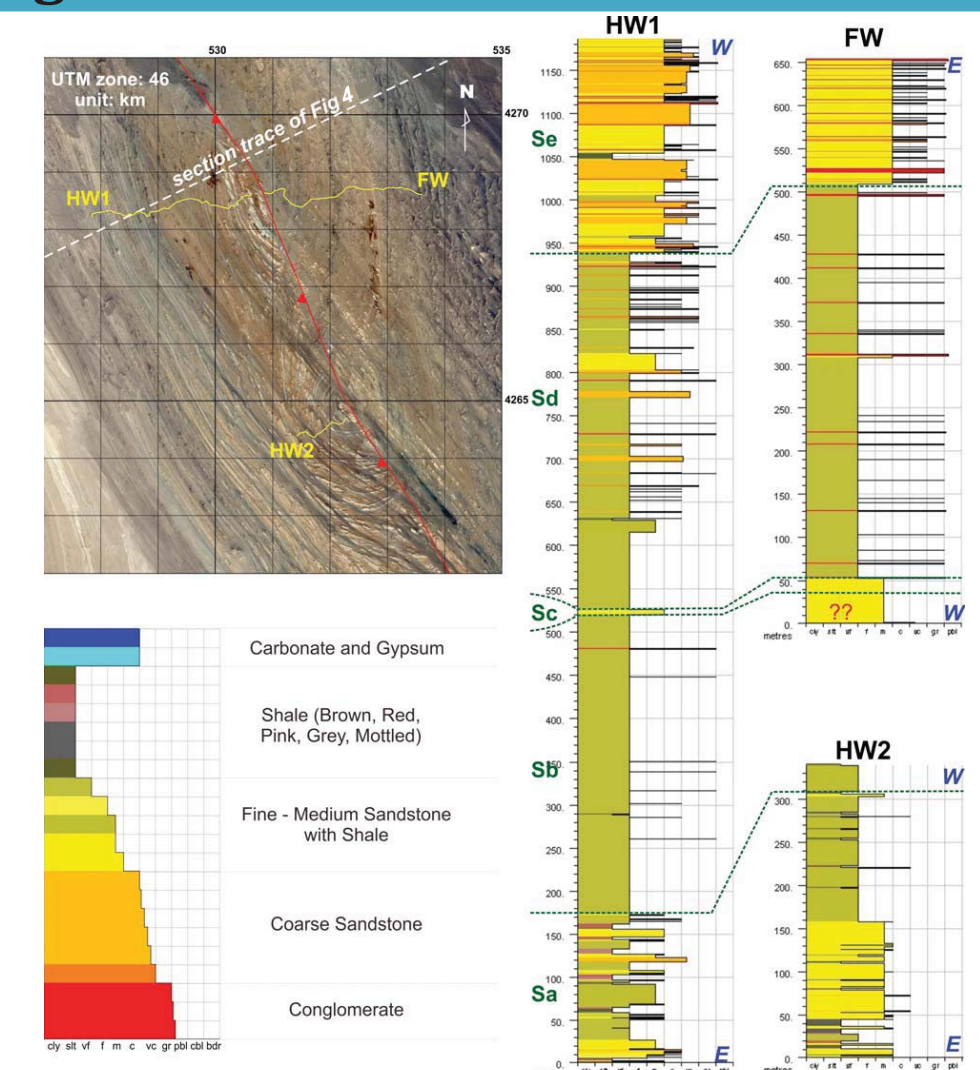 HW1
FW
530
535
UTM zone: 46
unit: km
N
section trace of Fig 4
4270
HW1
FW
4265
HW2
W
1150.
1100.
Se
1050.
1000.
950.
900.
850.
800.
Sd
750.
700.
650.
600.
550.
Sc
500.
450.
400.
350.
Sb
300.
250.
200.
150.
100.
Sa
50.
0.
E
E
650.
600.
550.
500.
450.
400.
350.
300.
250.
200.
150.
100.
50.
??
W
0.
metres
cly slt vf f m c vc gr pbl
HW2
W
300.
250.
200.
150.
100.
50.
E
0.
metres
Carbonate and Gypsum
Shale (Brown, Red,
Pink, Grey, Mottled)
Fine - Medium Sandstone
with Shale
Coarse Sandstone
Conglomerate
cly slt vf f m c vc gr pbl cbl bdr